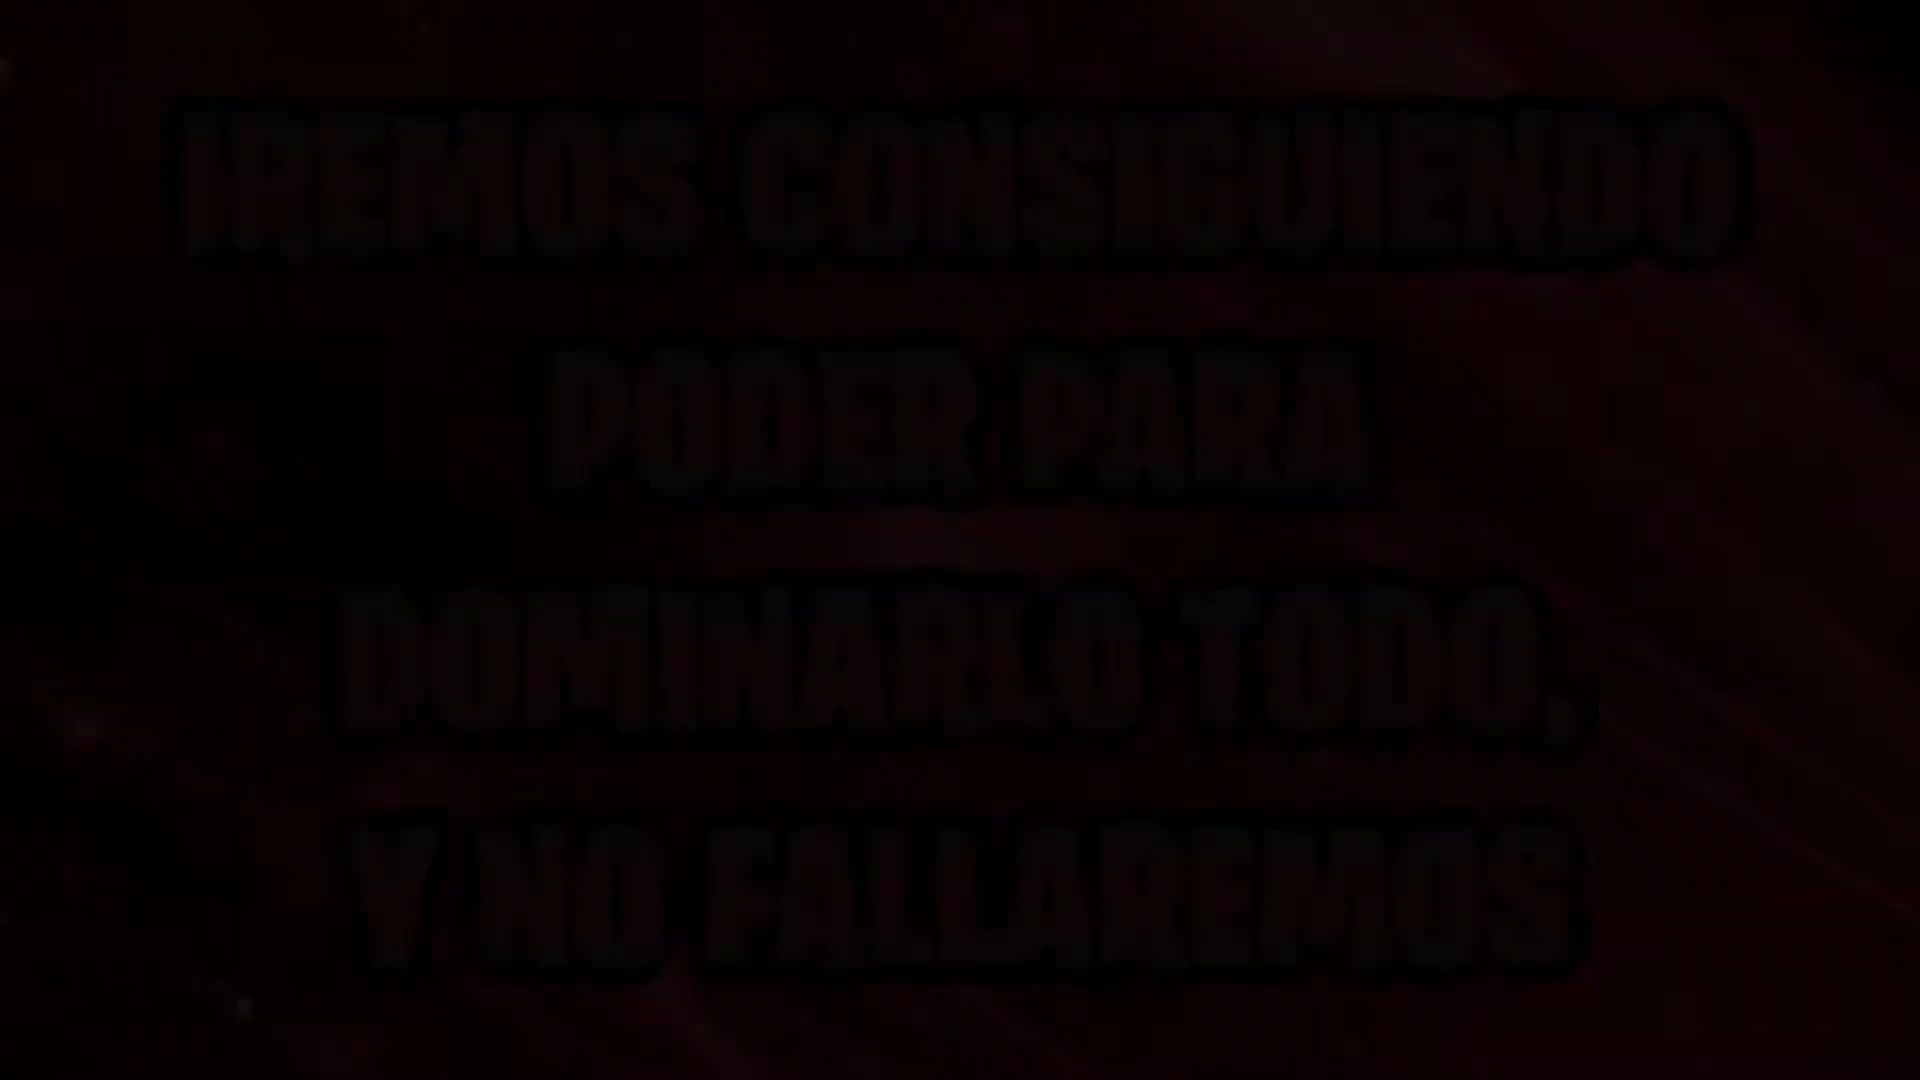 IREMOS CONSIGUIENDO
PODER PARA
DOMINARLO TODO,
Y NO FALLAREMOS